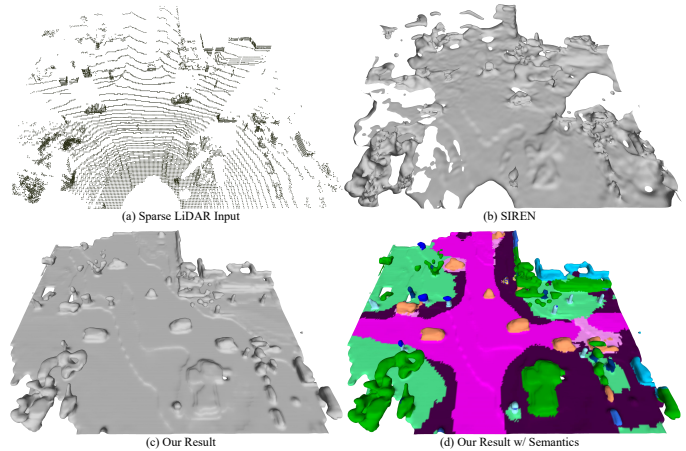 (a) Sparse LiDAR Input
(b) SIREN
(c) Our Result
(d) Our Result w/ Semantics